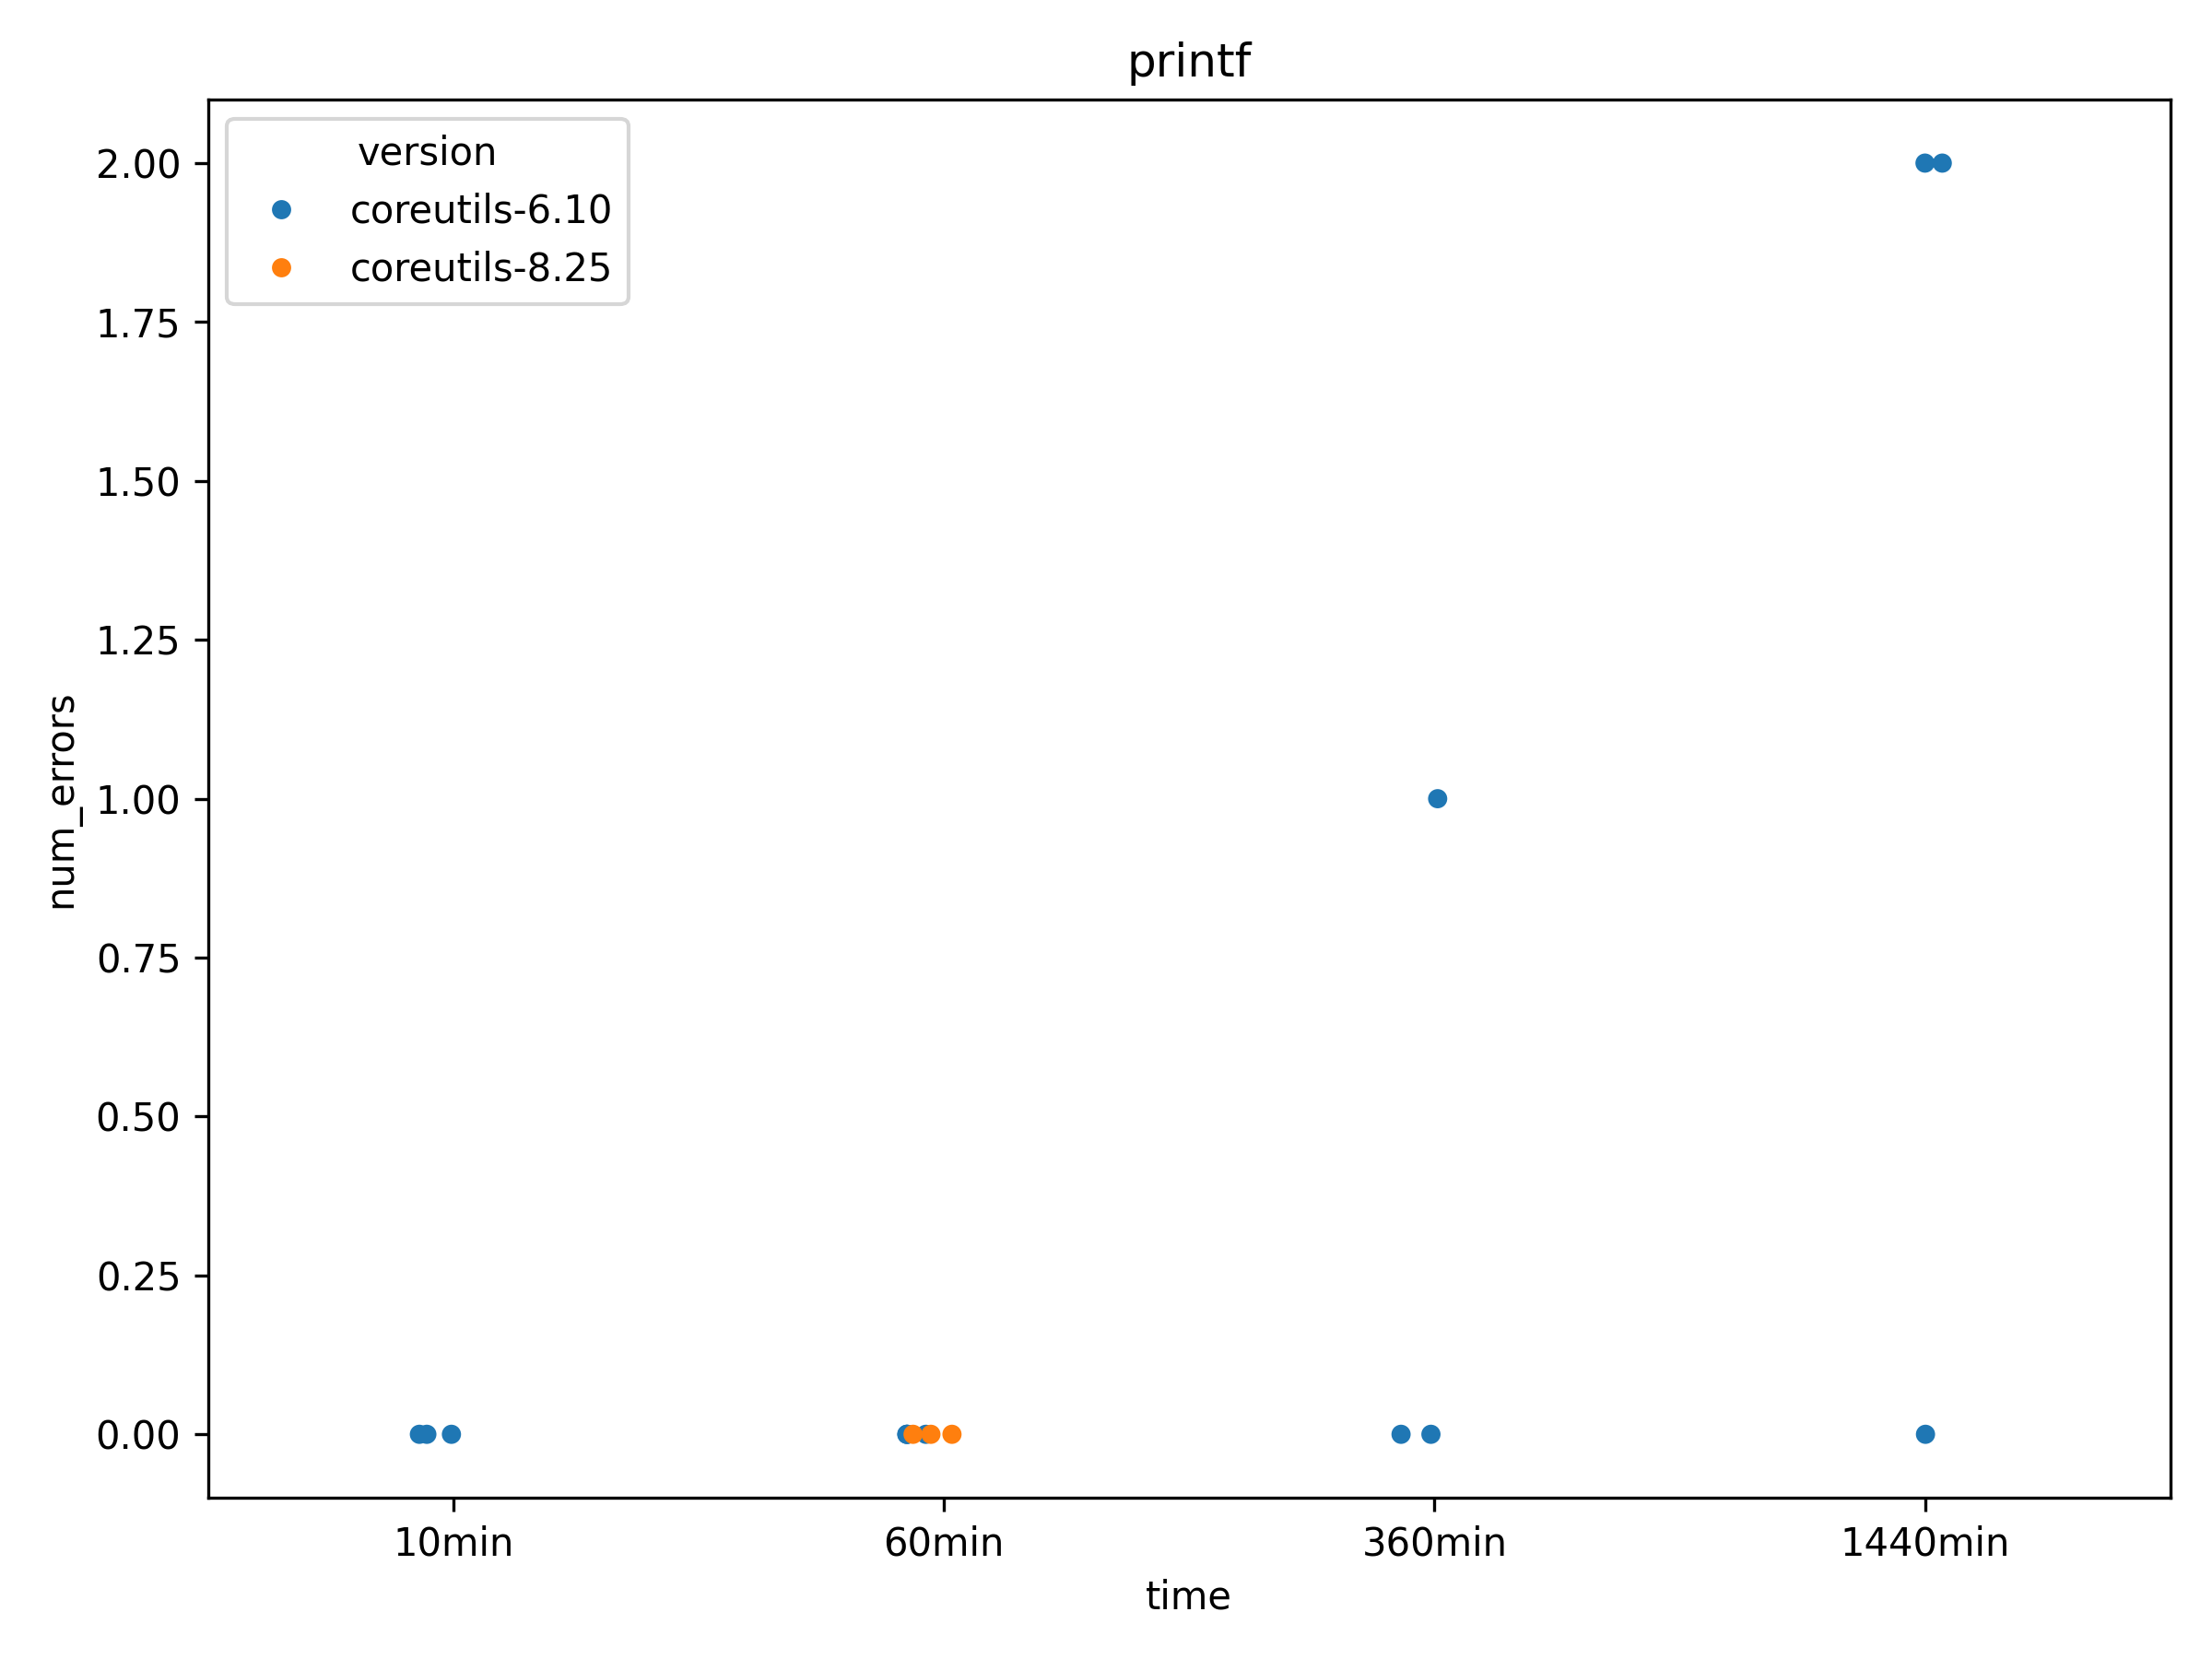 printf
version
coreutils-6.10
coreutils-8.25
2.00
1.75
1.50
1.25
1.00
0.75
0.50
0.25
0.00
num_errors
10min
60min
360min
1440min
time